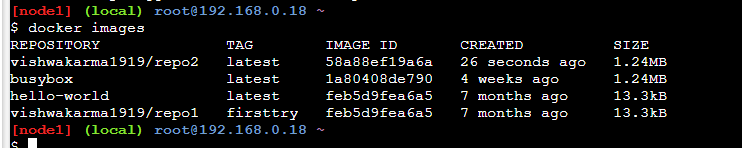 [node1] (local) root@192.168.0.18 ~
$ docker images
REPOSITORY TAG IMAGE ID CREATED SIZE
vishwakarma1919/repo2 latest 58a88ef19a6a 26 seconds ago 1.24MB
busybox latest 1a80408de790 4 weeks ago 1.24MB
hello-world latest feb5d9fea6a5 7 months ago 13.3kB
vishwakarma1919/repo1 firsttry feb5d9fea6a5 7 months ago 13.3kB
[node1] (local) root@192.168.0.18 ~
$